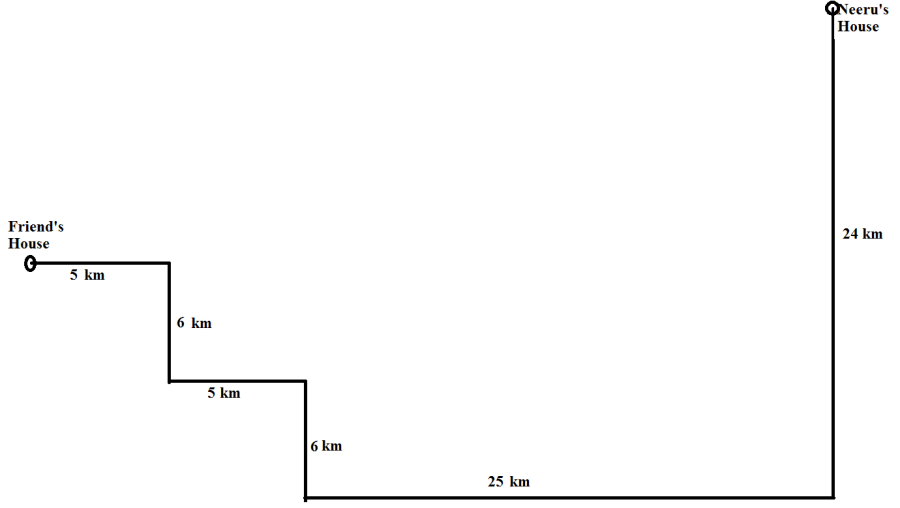 Neeru's
House
Friend's
House
24 km
5 km
6 km
5 km
6 km
25 km